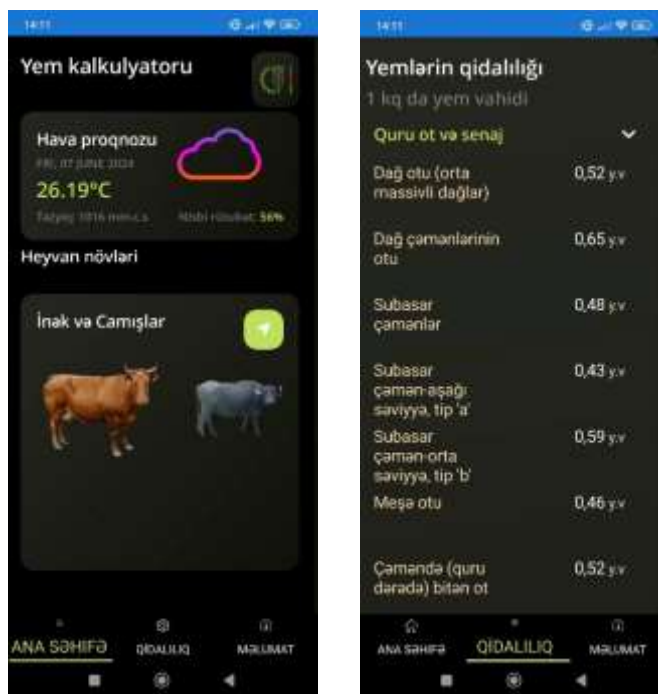 14:11
Yem kalkulyatoru
Hava proqnozu
FRI, 07 JUNE 2024
26.19°C
Təzyiq: 1016 mm.c.s Nisbi rütubət: 56%
Heyvan növləri
İnək və Camışlar
ANA SƏHİFƏ QİDALILIQ MƏLUMAT
14:11
Yemlərin qidalılığı
1 kq da yem vahidi
Quru ot və senaj
Dağ otu (orta 0,52 y.v
massivli dağlar)
Dağ çəmənlərinin 0,65 y.v
otu
Subasar 0,48 y.v
çəmənlər
Subasar 0,43 y.v
çəmən-aşağı
səviyyə, tip 'a'
Subasar 0,59 y.v
çəmən-orta
səviyyə, tip 'b'
Meşə otu 0,46 y.v
Çəməndə (quru 0,52 y.v
dərədə) bitən ot
ANA SƏHİFƏ QİDALILIQ MƏLUMAT